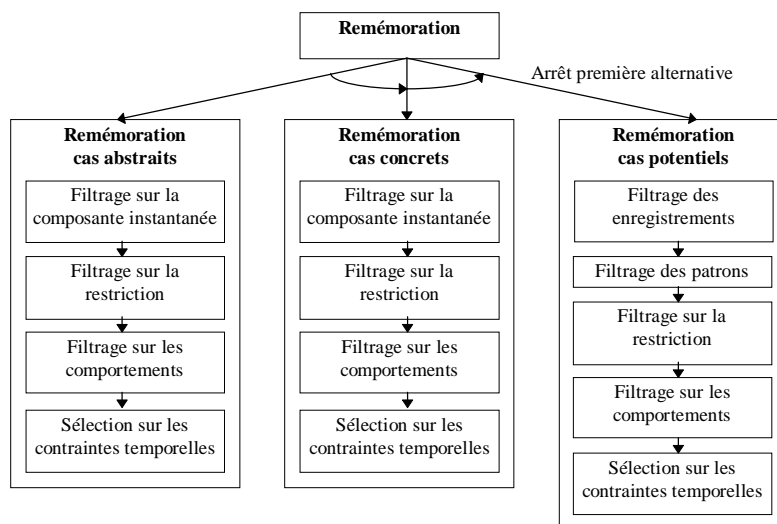 Remémoration
Arrêt première alternative
Remémoration
cas abstraits
Filtrage sur la
composante instantanée
Filtrage sur la
restriction
Filtrage sur les
comportements
Sélection sur les
contraintes temporelles
Remémoration
cas concrets
Filtrage sur la
composante instantanée
Filtrage sur la
restriction
Filtrage sur les
comportements
Sélection sur les
contraintes temporelles
Remémoration
cas potentiels
Filtrage des
enregistrements
Filtrage des patrons
Filtrage sur la
restriction
Filtrage sur les
comportements
Sélection sur les
contraintes temporelles